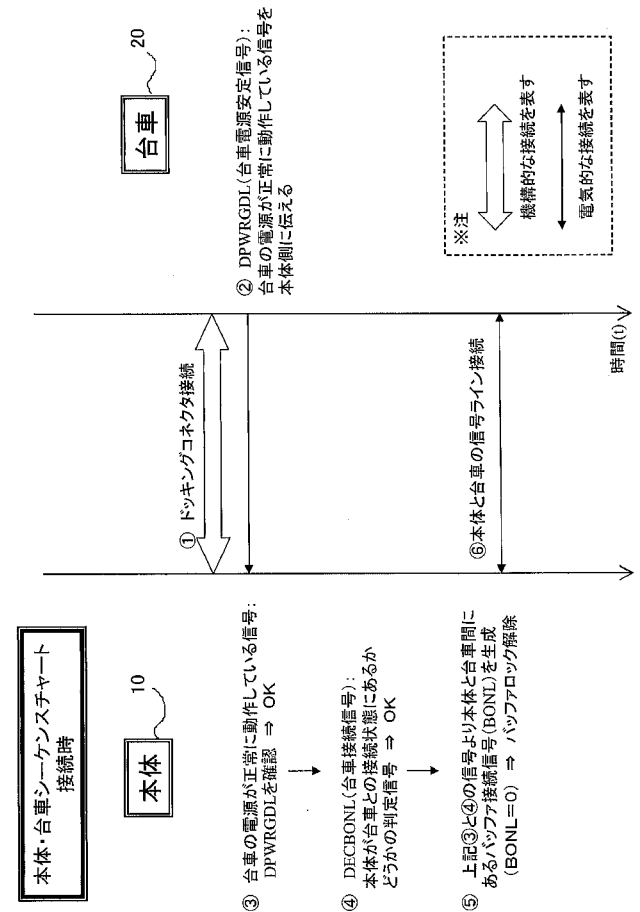 本体・台車シーケンスチャート
接続時
本体
10
台車
20
① ドッキングコネクタ接続
② DPWRGDL(台車電源安定信号):
台車の電源が正常に動作している信号を
本体側に伝える
③ 台車の電源が正常に動作している信号:
DPWRGDLを確認 ⇒ OK
④ DECBONL(台車接続信号):
本体が台車との接続状態にあるか
どうかの判定信号 ⇒ OK
⑤ 上記③と④の信号より本体と台車間に
あるバッファ接続信号(BONL)を生成
(BONL=0) ⇒ バッファロック解除
⑥本体と台車の信号ライン接続
時間(t)
※注
機構的な接続を表す
電気的な接続を表す